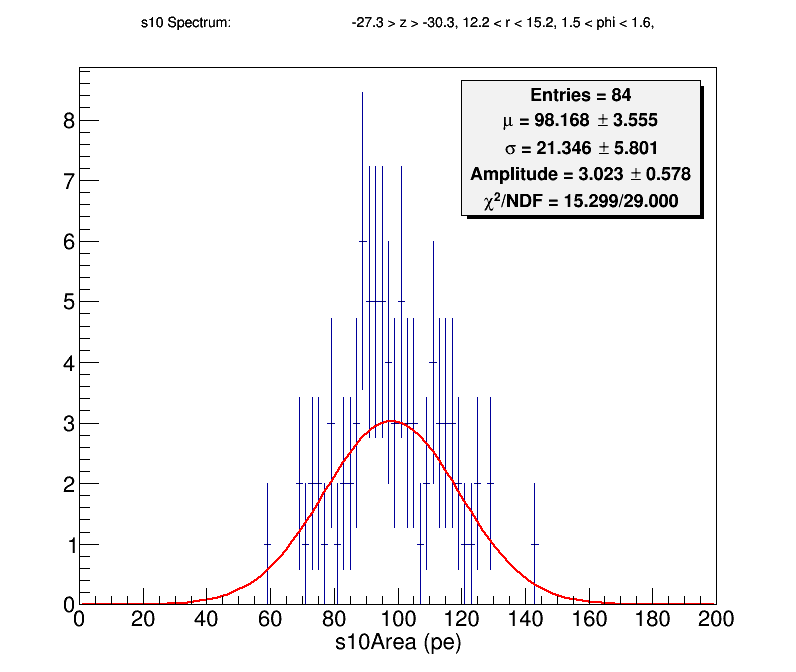 s10 Spectrum: -27.3 > z > -30.3, 12.2 < r < 15.2, 1.5 < phi < 1.6,
Entries = 84
μ = 98.168 ± 3.555
σ = 21.346 ± 5.801
Amplitude = 3.023 ± 0.578
χ²/NDF = 15.299/29.000
8
7
6
5
4
3
2
1
0
0 20 40 60 80 100 120 140 160 180 200
s10Area (pe)